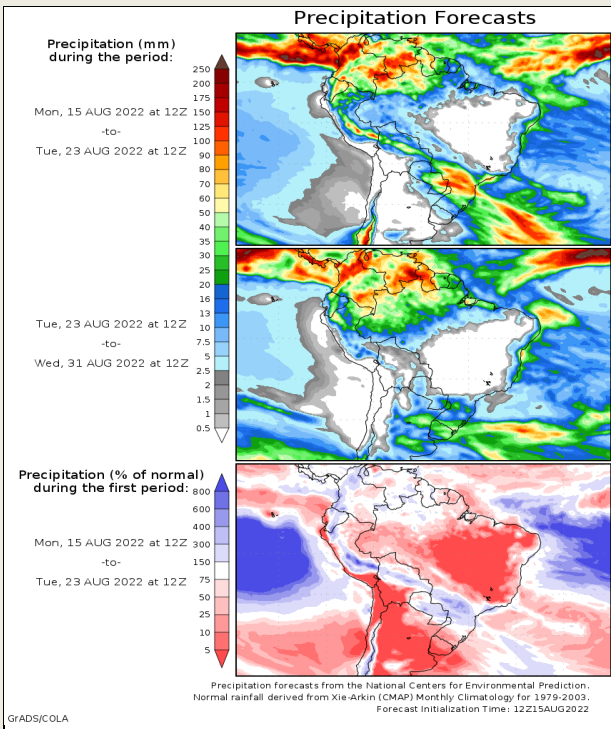 Precipitation Forecasts
Precipitation (mm)
during the period:
Mon, 15 AUG 2022 at 12Z
-to-
Tue, 23 AUG 2022 at 12Z
250
200
175
150
125
100
90
80
70
60
50
40
35
30
25
20
16
13
10
7.5
5
2.5
2
1.5
1
0.5
Tue, 23 AUG 2022 at 12Z
-to-
Wed, 31 AUG 2022 at 12Z
Precipitation (% of normal)
during the first period:
Mon, 15 AUG 2022 at 12Z
-to-
Tue, 23 AUG 2022 at 12Z
800
600
400
300
150
75
50
25
10
5
Precipitation forecasts from the National Centers for Environmental Prediction.
Normal rainfall derived from Xie-Arkin (CMAP) Monthly Climatology for 1979-2003.
Forecast Initialization Time: 12Z15AUG2022
GrADS/COLA